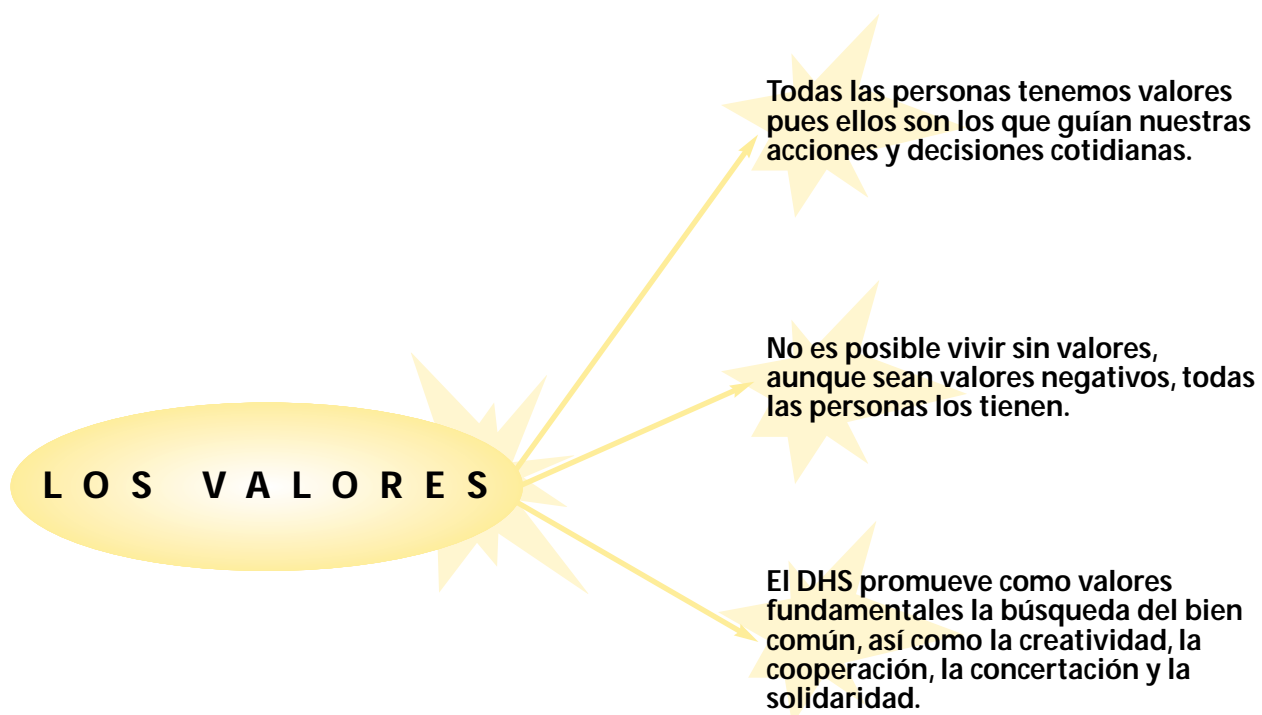 Todas las personas tenemos valores
pues ellos son los que guían nuestras
acciones y decisiones cotidianas.
No es posible vivir sin valores,
aunque sean valores negativos, todas
las personas los tienen.
LOS VALORES
El DHS promueve como valores
fundamentales la búsqueda del bien
común, así como la creatividad, la
cooperación, la concertación y la
solidaridad.